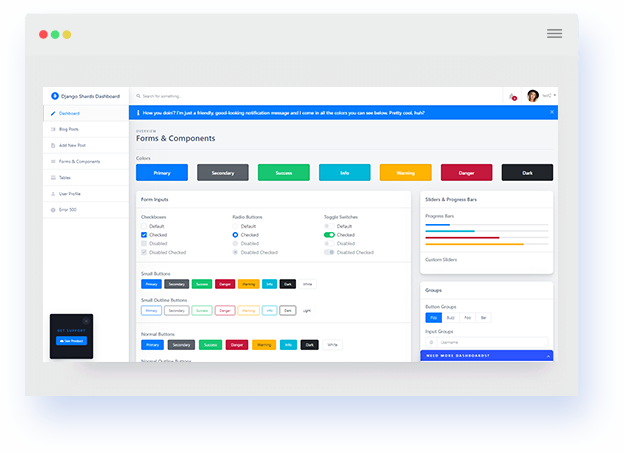 Django Shards Dashboard
Search for something...
Dashboard
Blog Posts
Add New Post
Forms & Components
Tables
User Profile
Error 500
GET SUPPORT
See Product
How you doin? I'm just a friendly, good-looking notification message and I come in all the colors you can see below. Pretty cool, huh?
OVERVIEW
Forms & Components
Colors
Primary Secondary Success Info Warning Danger Dark
Form Inputs
Checkboxes Radio Buttons Toggle Switches
Default Default Default
Checked Checked Checked
Disabled Disabled Disabled
Disabled Checked Disabled Checked Disabled Checked
Small Buttons
Primary Secondary Success Danger Warning Info Dark White
Small Outline Buttons
Primary Secondary Success Danger Warning Info Dark Light
Normal Buttons
Primary Secondary Success Danger Warning Info Dark White
Normal Outline Buttons
Sliders & Progress Bars
Progress Bars
Custom Sliders
Groups
Button Groups
Fizz Buzz Foo Bar
Input Groups
Username
NEED MORE DASHBOARDS?